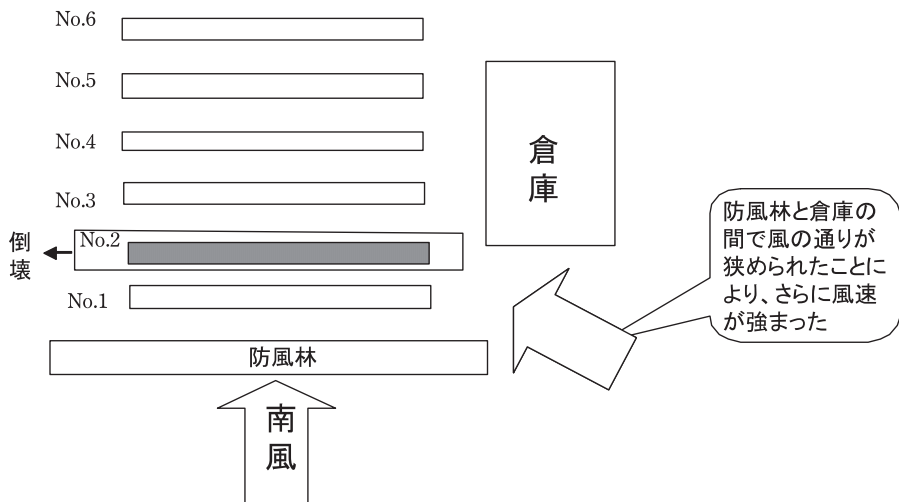 No.6
No.5
No.4
No.3
No.2
No.1
倒
壊
倉
庫
防風林と倉庫の
間で風の通りが
狭められたことに
より、さらに風速
が強まった
防風林
南
風